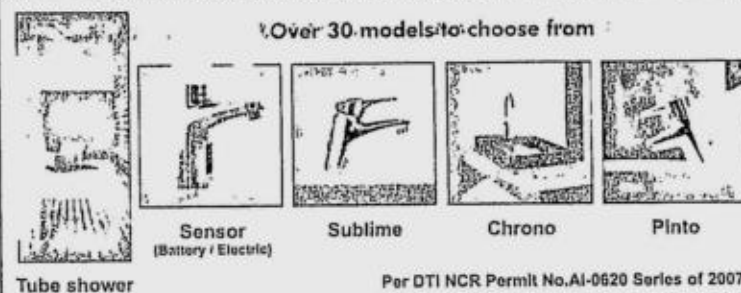 Over 30 models to choose from
Sensor
(Battery / Electric)
Sublime
Chrono
Pinto
Tube shower
Per DTI NCR Permit No.AI-0620 Series of 2007